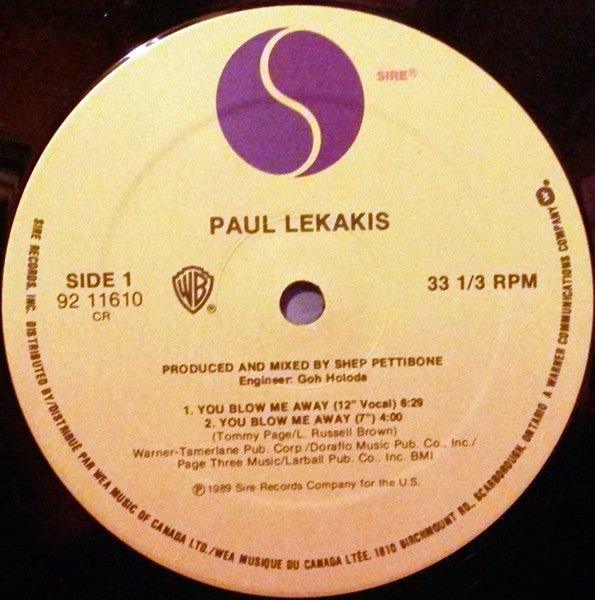 SIRE®
PAUL LEKAKIS
SIDE 1
92 11610
CR
WB®
33 1/3 RPM
PRODUCED AND MIXED BY SHEP PETTIBONE
Engineer: Goh Hotoda
1. YOU BLOW ME AWAY (12" Vocal) 6:29
2. YOU BLOW ME AWAY (7") 4:00
(Tommy Page/L. Russell Brown)
Warner-Tamerlane Pub. Corp./Doraflo Music Pub. Co., Inc./
Page Three Music/Larball Pub. Co., Inc. BMI)
℗1989 Sire Records Company for the U.S.
SIRE RECORDS, INC. DISTRIBUTED BY/DISTRIBUÉ PAR WEA MUSIC OF CANADA LTD./WEA MUSIQUE DU CANADA LTÉE. 1810 BIRCHMOUNT RD., SCARBOROUGH, ONTARIO A WARNER COMMUNICATIONS COMPANY